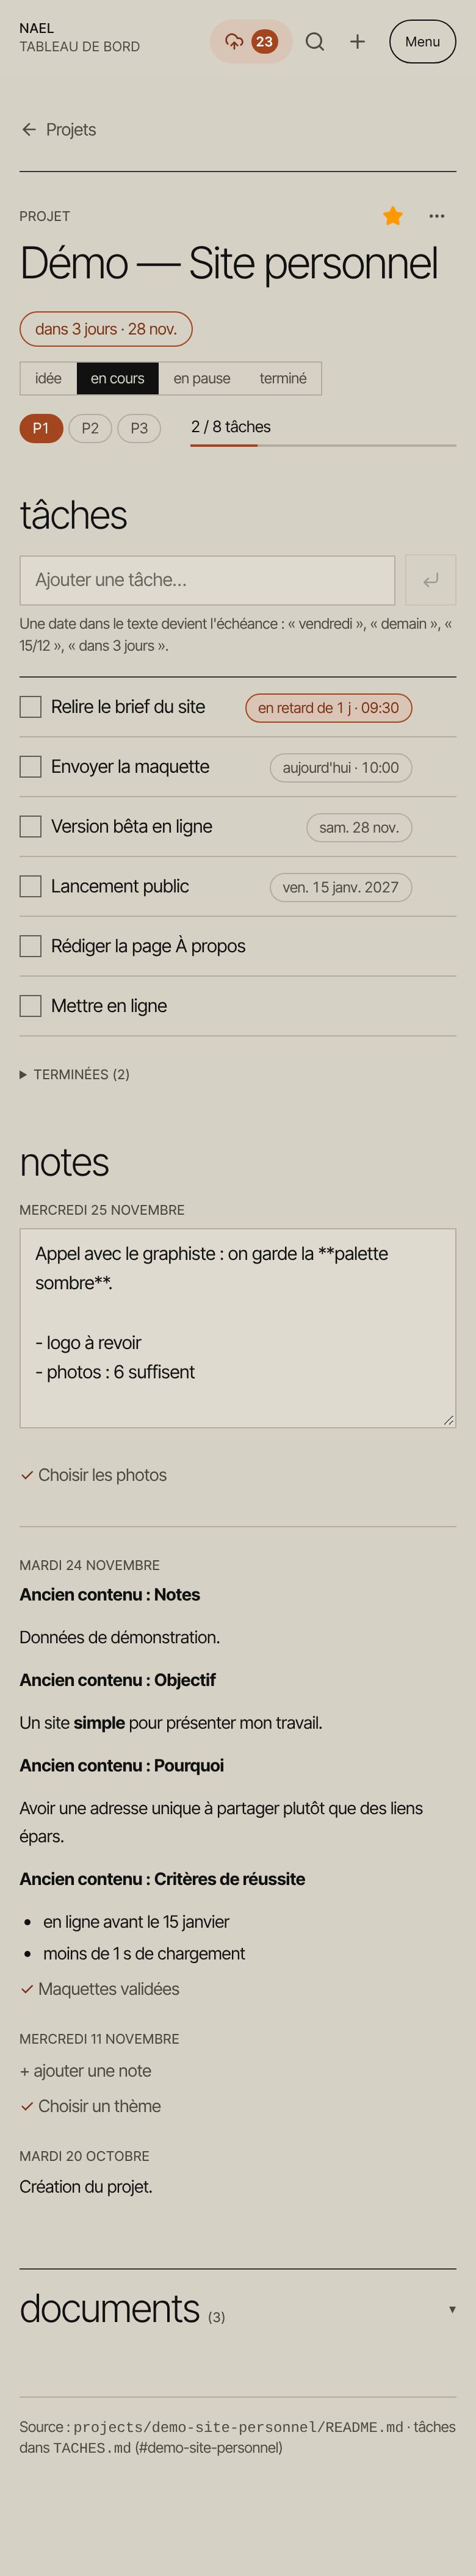 NAEL
TABLEAU DE BORD
23
Menu
Projets
PROJET
Démo — Site personnel
dans 3 jours · 28 nov.
idée en cours en pause terminé
P1 P2 P3 2 / 8 tâches
tâches
Ajouter une tâche…
Une date dans le texte devient l'échéance : « vendredi », « demain », «
15/12 », « dans 3 jours ».
Relire le brief du site en retard de 1 j · 09:30
Envoyer la maquette aujourd'hui · 10:00
Version bêta en ligne sam. 28 nov.
Lancement public ven. 15 janv. 2027
Rédiger la page À propos
Mettre en ligne
TERMINÉES (2)
notes
MERCREDI 25 NOVEMBRE
Appel avec le graphiste : on garde la **palette
sombre**.
- logo à revoir
- photos : 6 suffisent
Choisir les photos
MARDI 24 NOVEMBRE
Ancien contenu : Notes
Données de démonstration.
Ancien contenu : Objectif
Un site simple pour présenter mon travail.
Ancien contenu : Pourquoi
Avoir une adresse unique à partager plutôt que des liens
épars.
Ancien contenu : Critères de réussite
• en ligne avant le 15 janvier
• moins de 1 s de chargement
Maquettes validées
MERCREDI 11 NOVEMBRE
+ ajouter une note
Choisir un thème
MARDI 20 OCTOBRE
Création du projet.
documents (3)
Source : projects/demo-site-personnel/README.md · tâches
dans TACHES.md (#demo-site-personnel)